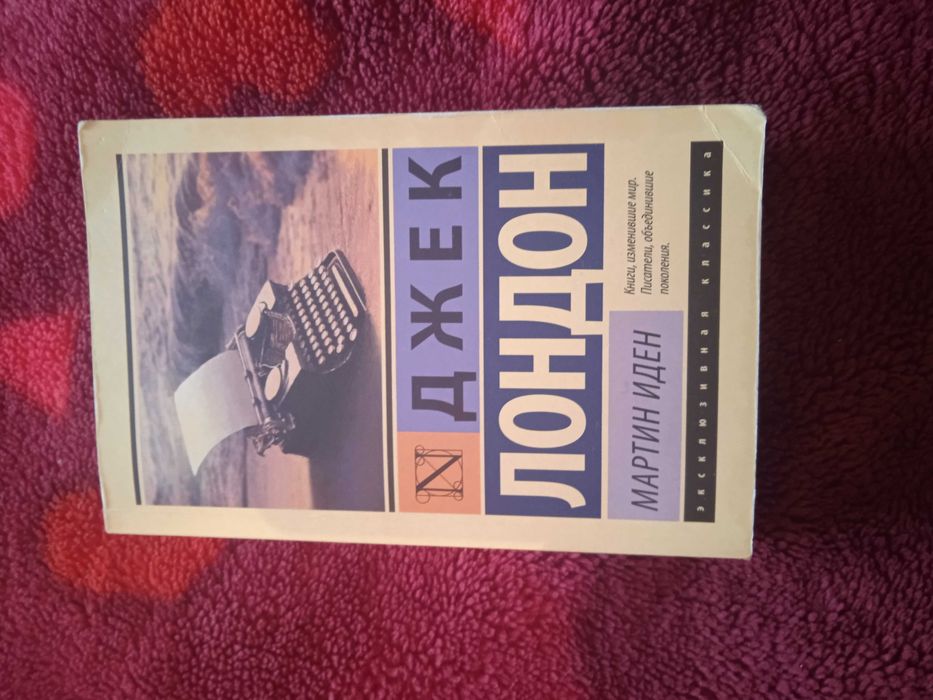 ДЖЕК
ЛОНДОН
МАРТИН ИДЕН
Книги, изменившие мир.
Писатели, объединившие
поколения.
эксклюзивная классика